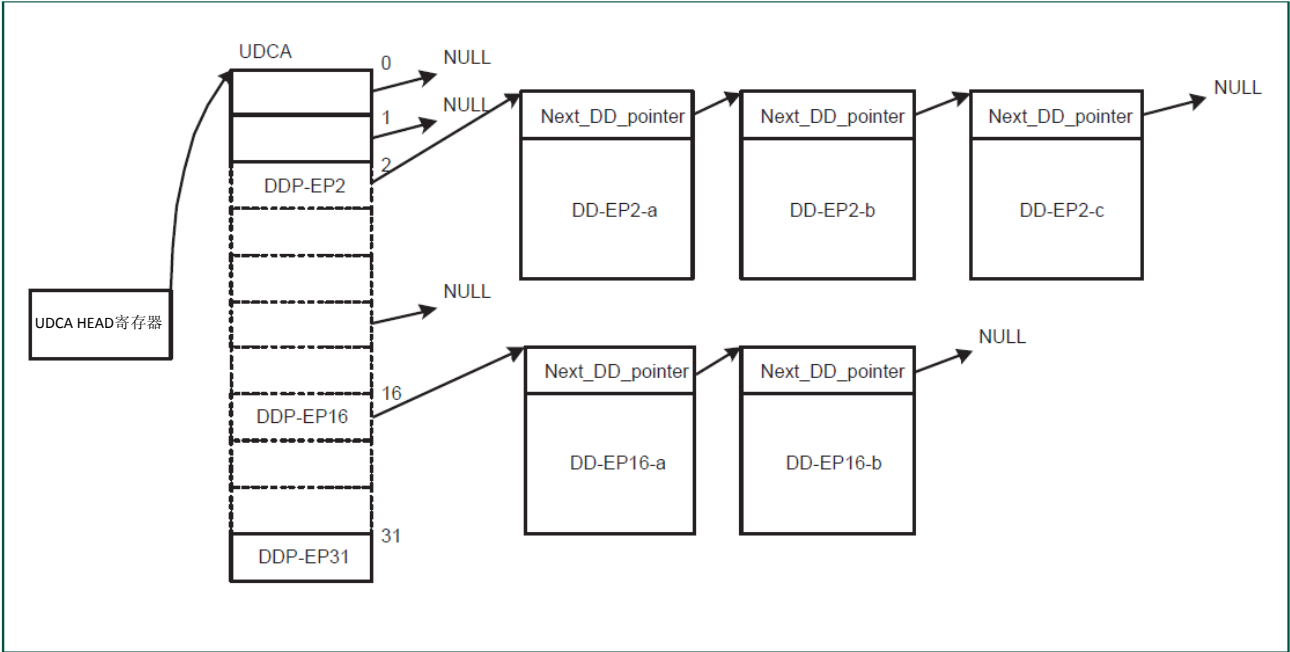 UDCA
0
NULL
NULL
1
2
DDP-EP2
Next_DD_pointer
Next_DD_pointer
Next_DD_pointer
NULL
DD-EP2-a
DD-EP2-b
DD-EP2-c
UDCA HEAD寄存器
NULL
16
DDP-EP16
Next_DD_pointer
Next_DD_pointer
NULL
DD-EP16-a
DD-EP16-b
31
DDP-EP31